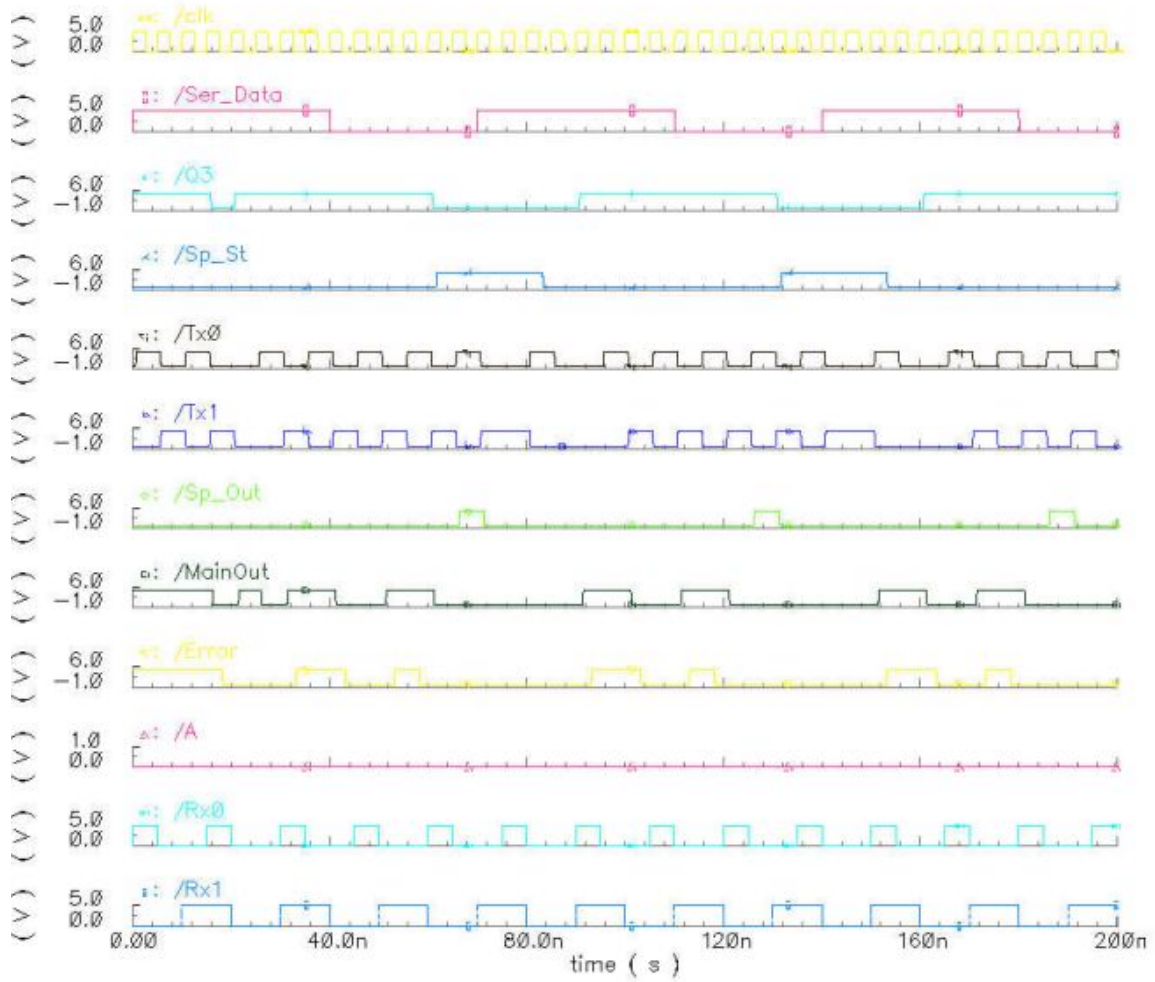 /clk
(V) 5.0
0.0
/Ser_Data
(V) 5.0
0.0
/Q3
(V) 6.0
-1.0
/Sp_St
(V) 6.0
-1.0
/Tx0
(V) 6.0
-1.0
/Tx1
(V) 6.0
-1.0
/Sp_Out
(V) 6.0
-1.0
/MainOut
(V) 6.0
-1.0
/Error
(V) 6.0
-1.0
/A
(V) 1.0
0.0
/Rx0
(V) 5.0
0.0
/Rx1
(V) 5.0
0.0
0.00 40.0n 80.0n 120n 160n 200n
time ( s )